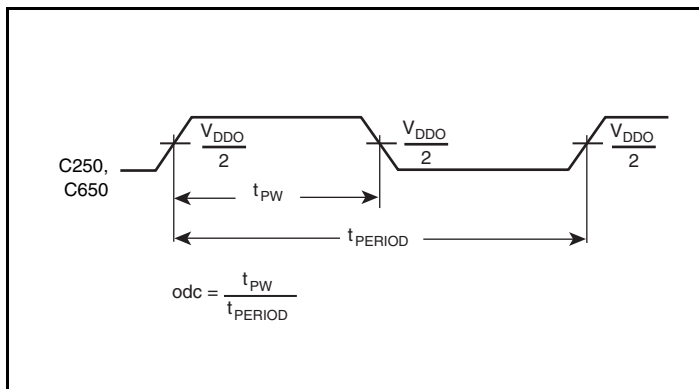 V_DDO
2
V_DDO
2
V_DDO
2
C250,
C650
t_PW
t_PERIOD
odc = t_PW
t_PERIOD